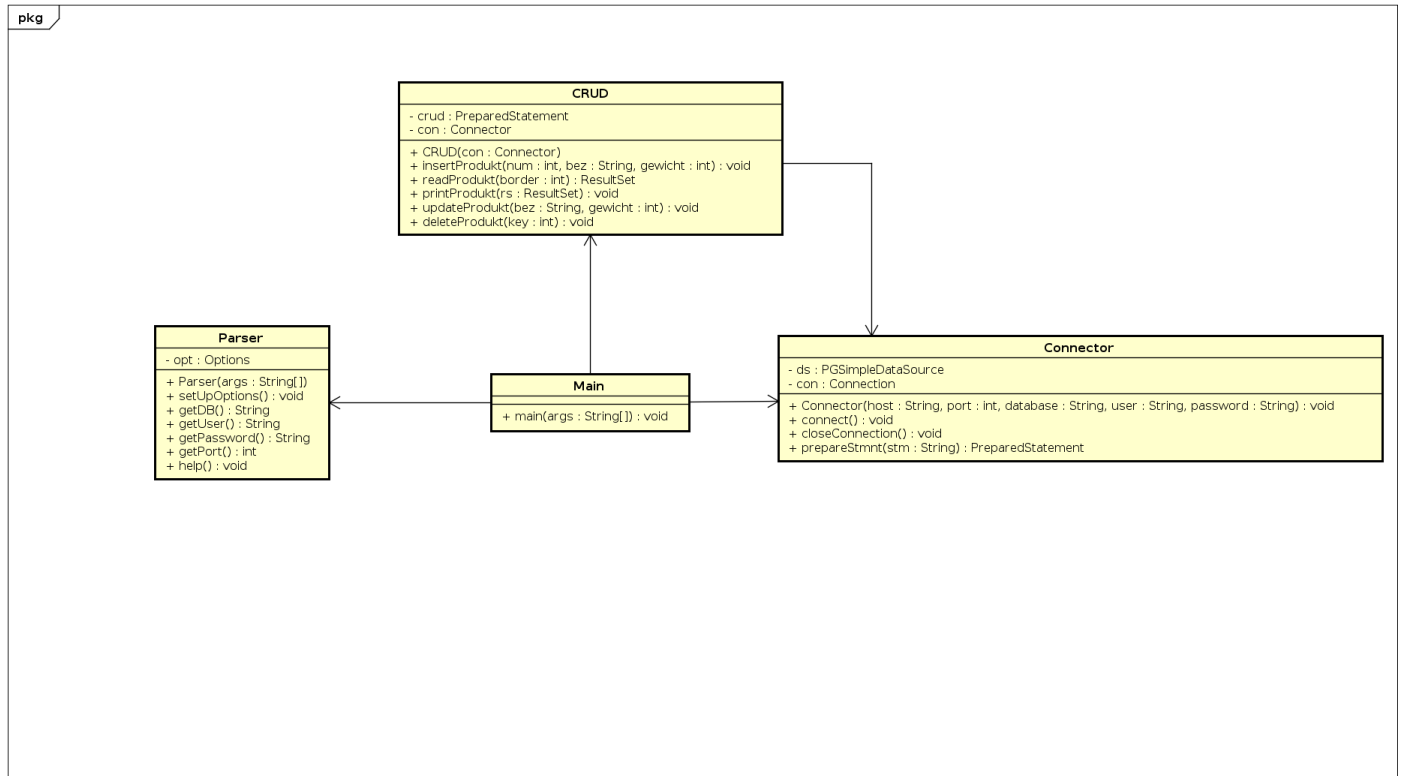 pkg
CRUD
- crud : PreparedStatement
- con : Connector
+ CRUD(con : Connector)
+ insertProdukt(num : int, bez : String, gewicht : int) : void
+ readProdukt(border : int) : ResultSet
+ printProdukt(rs : ResultSet) : void
+ updateProdukt(bez : String, gewicht : int) : void
+ deleteProdukt(key : int) : void
Parser
- opt : Options
+ Parser(args : String[])
+ setUpOptions() : void
+ getDB() : String
+ getUser() : String
+ getPassword() : String
+ getPort() : int
+ help() : void
Main
+ main(args : String[]) : void
Connector
- ds : PGSimpleDataSource
- con : Connection
+ Connector(host : String, port : int, database : String, user : String, password : String) : void
+ connect() : void
+ closeConnection() : void
+ prepareStmnt(stm : String) : PreparedStatement